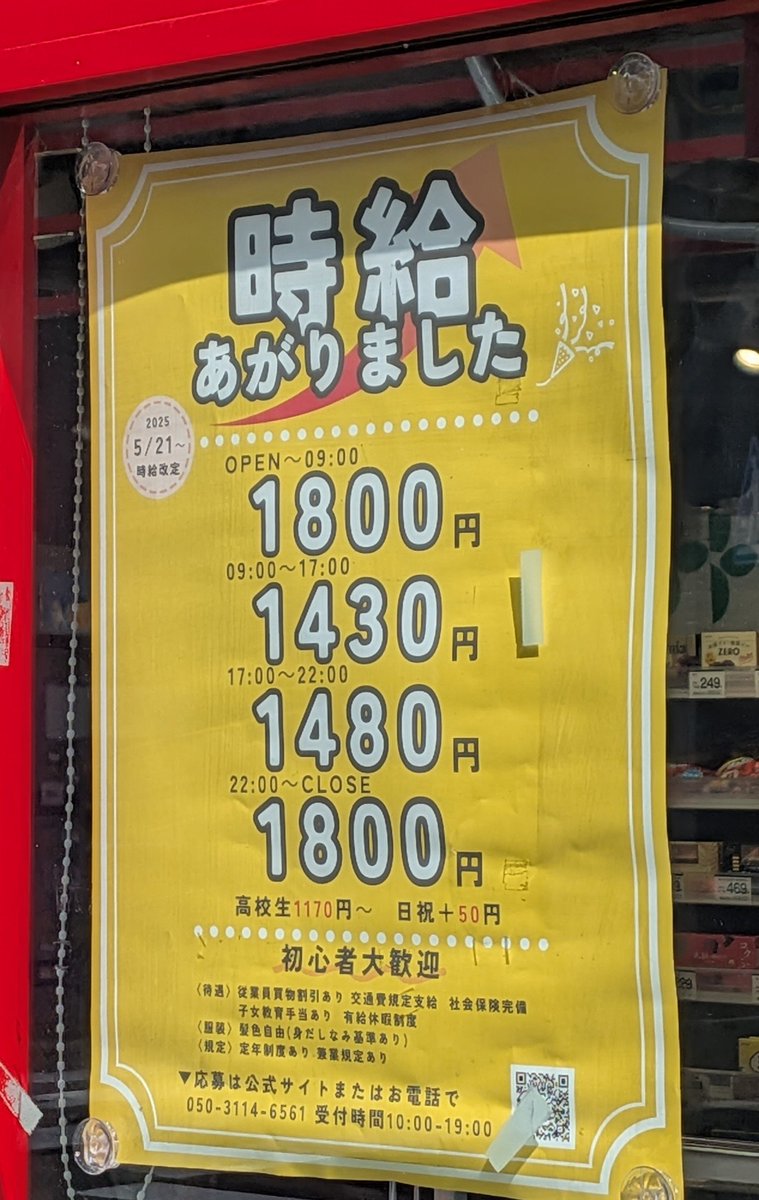 時給
あがりました
2025
5/21～
時給改定
OPEN～09:00
1800円
09:00～17:00
1430円
17:00～22:00
1480円
22:00～CLOSE
1800円
高校生1170円～ 日祝＋50円
初心者大歓迎
〈待遇〉従業員買物割引あり 交通費規定支給 社会保険完備
子女教育手当あり 有給休暇制度
〈服装〉髪色自由(身だしなみ基準あり)
〈規定〉定年制度あり 兼業規定あり
▼応募は公式サイトまたはお電話で
050-3114-6561 受付時間10:00-19:00
ZERO
249
469